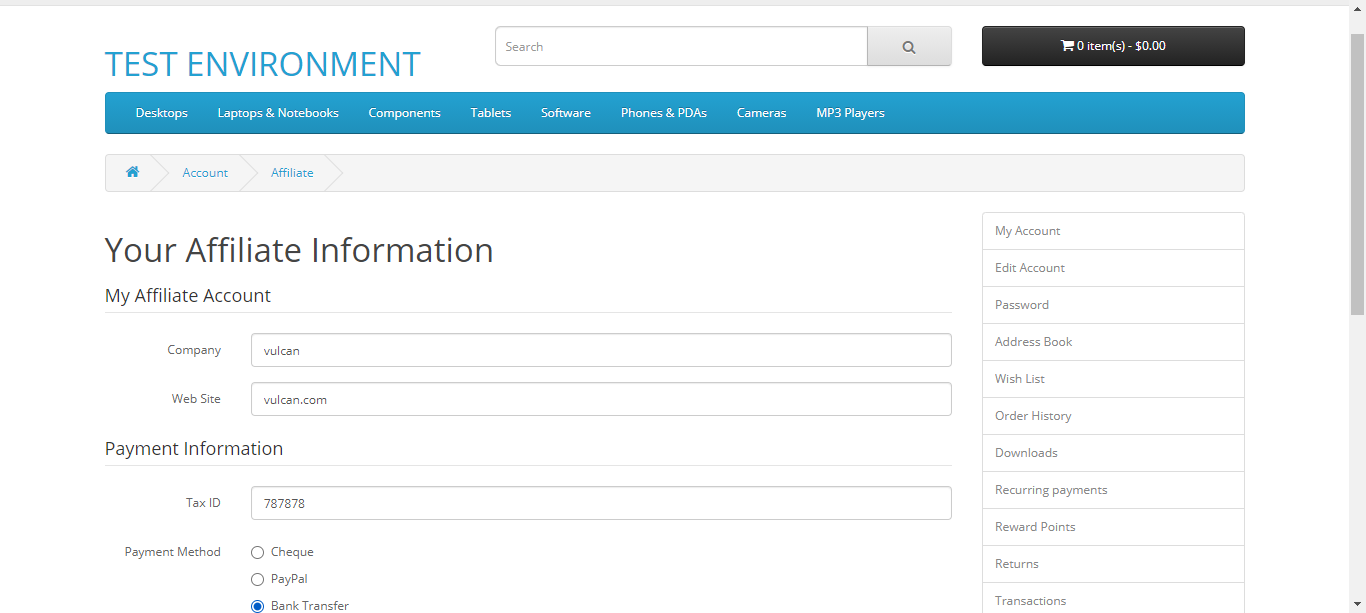 TEST ENVIRONMENT
Search
0 item(s) - $0.00
Desktops Laptops & Notebooks Components Tablets Software Phones & PDAs Cameras MP3 Players
Account Affiliate
Your Affiliate Information
My Affiliate Account
Company vulcan
Web Site vulcan.com
Payment Information
Tax ID 787878
Payment Method Cheque
PayPal
Bank Transfer
My Account
Edit Account
Password
Address Book
Wish List
Order History
Downloads
Recurring payments
Reward Points
Returns
Transactions